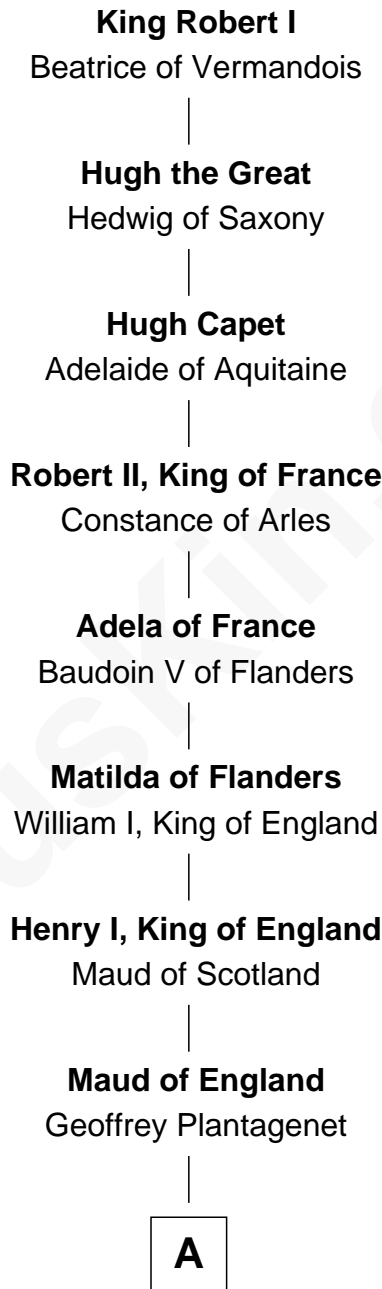 King Robert I
Beatrice of Vermandois
Hugh the Great
Hedwig of Saxony
Hugh Capet
Adelaide of Aquitaine
Robert II, King of France
Constance of Arles
Adela of France
Baudoin V of Flanders
Matilda of Flanders
William I, King of England
Henry I, King of England
Maud of Scotland
Maud of England
Geoffrey Plantagenet
A